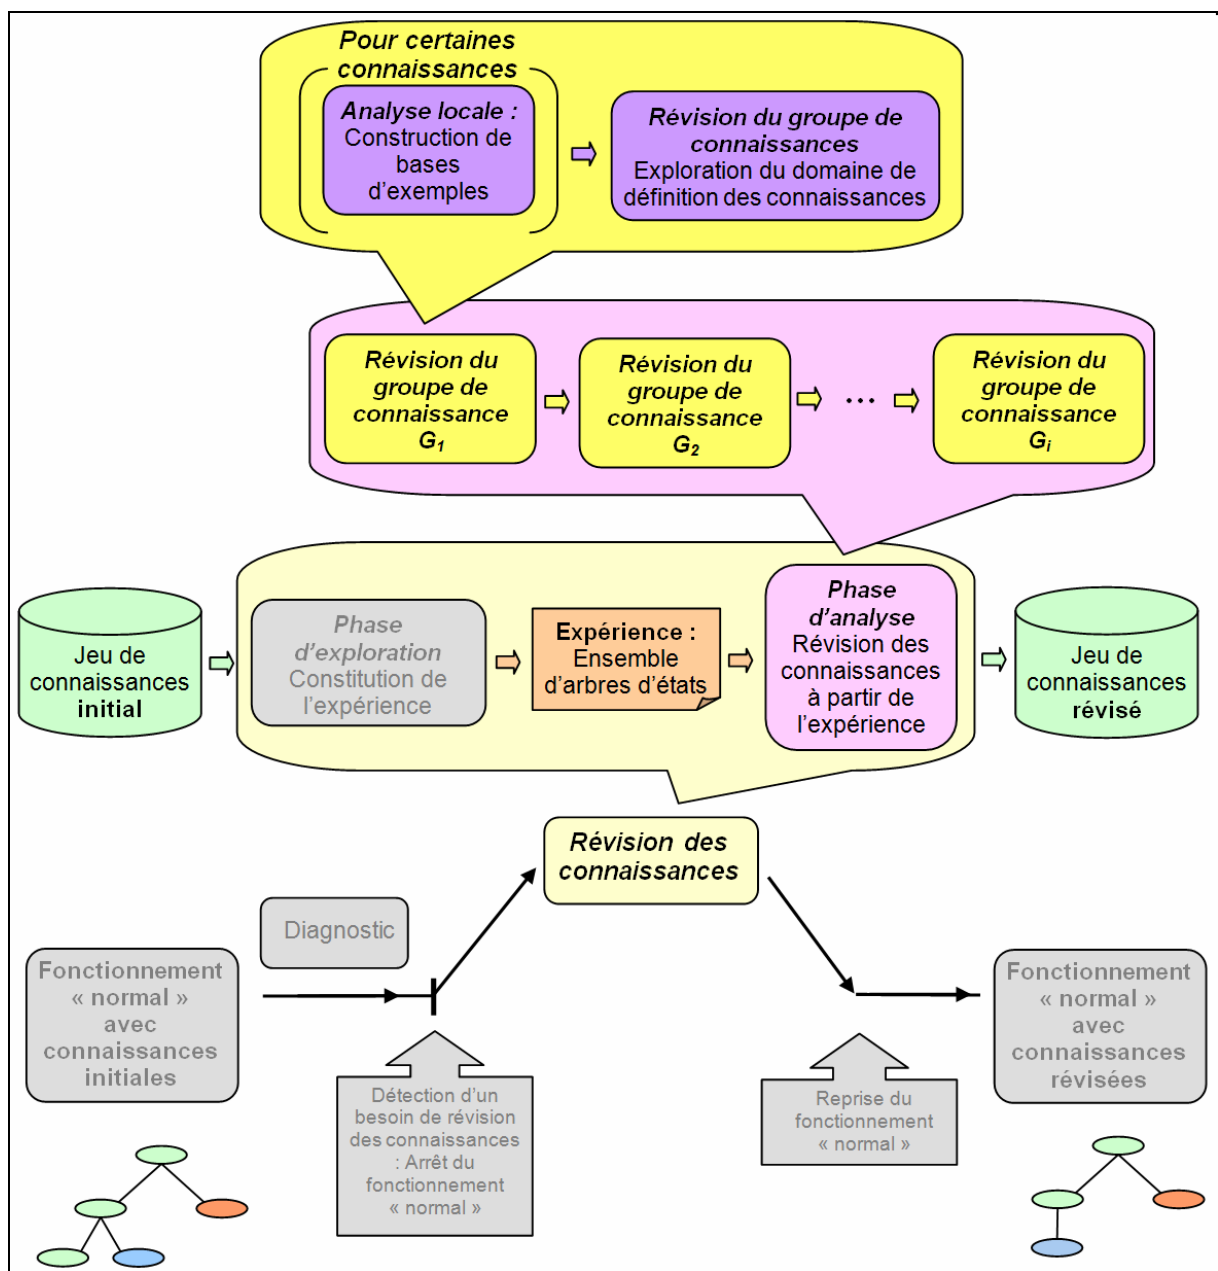 Pour certaines
connaissances
Analyse locale :
Construction de
bases
d’exemples
Révision du groupe de
connaissances
Exploration du domaine de
définition des connaissances
Révision du
groupe de
connaissance
G1
Révision du
groupe de
connaissance
G2
...
Révision du
groupe de
connaissance
Gi
Jeu de
connaissances
initial
Phase
d’exploration
Constitution de
l’expérience
Expérience :
Ensemble
d’arbres d’états
Phase
d’analyse
Révision des
connaissances
à partir de
l’expérience
Jeu de
connaissances
révisé
Révision des
connaissances
Diagnostic
Fonctionnement
« normal »
avec
connaissances
initiales
Détection d’un
besoin de révision
des connaissances
: Arrêt du
fonctionnement
« normal »
Reprise du
fonctionnement
« normal »
Fonctionnement
« normal »
avec
connaissances
révisées